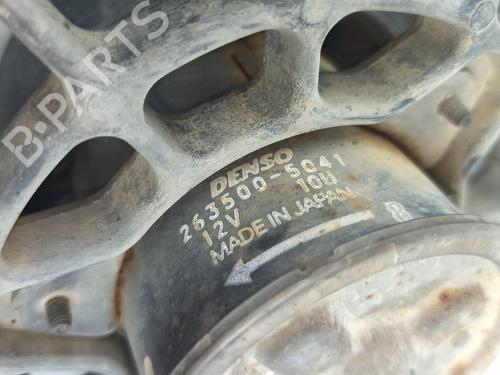 B-PARTS
DENSO
263500-5041
12V 10U
MADE IN JAPAN